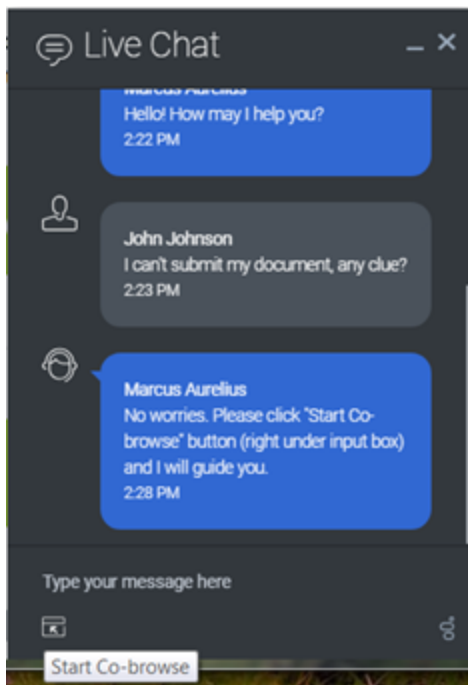 Live Chat
Marcus Aurelius
Hello! How may I help you?
2:22 PM
John Johnson
I can't submit my document, any clue?
2:23 PM
Marcus Aurelius
No worries. Please click "Start Co-
browse" button (right under input box)
and I will guide you.
2:28 PM
Type your message here
Start Co-browse